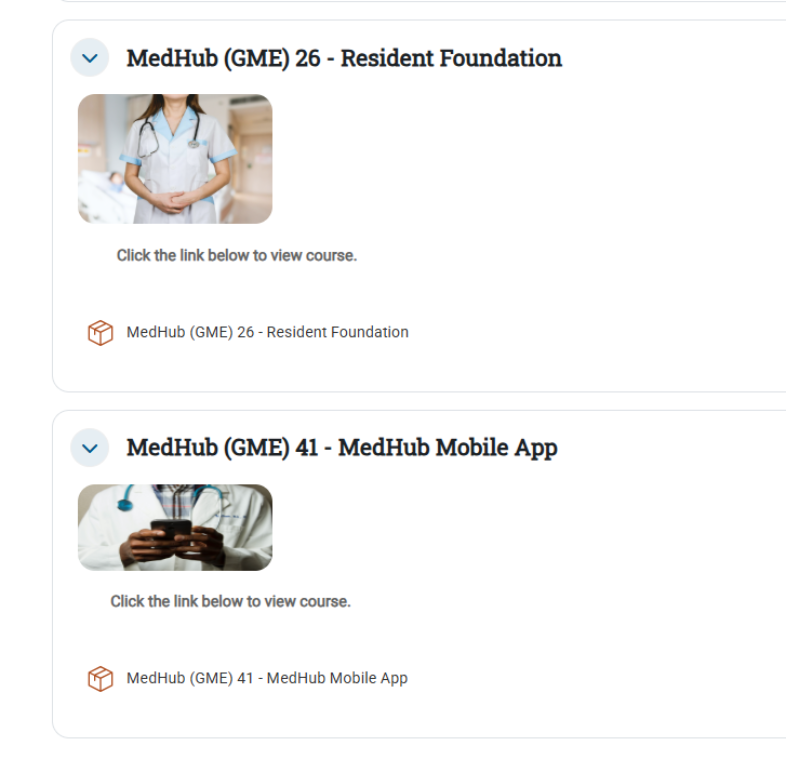 MedHub (GME) 26 - Resident Foundation
Click the link below to view course.
MedHub (GME) 26 - Resident Foundation
MedHub (GME) 41 - MedHub Mobile App
Click the link below to view course.
MedHub (GME) 41 - MedHub Mobile App